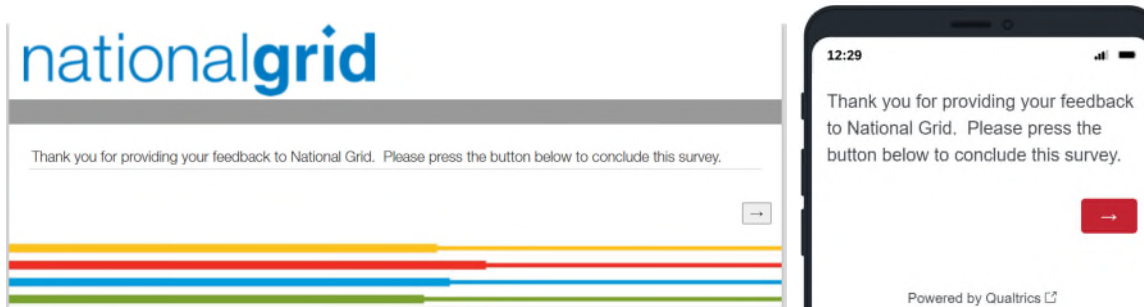 nationalgrid
Thank you for providing your feedback to National Grid.  Please press the button below to conclude this survey.
→
12:29
Thank you for providing your feedback
to National Grid.  Please press the
button below to conclude this survey.
→
Powered by Qualtrics